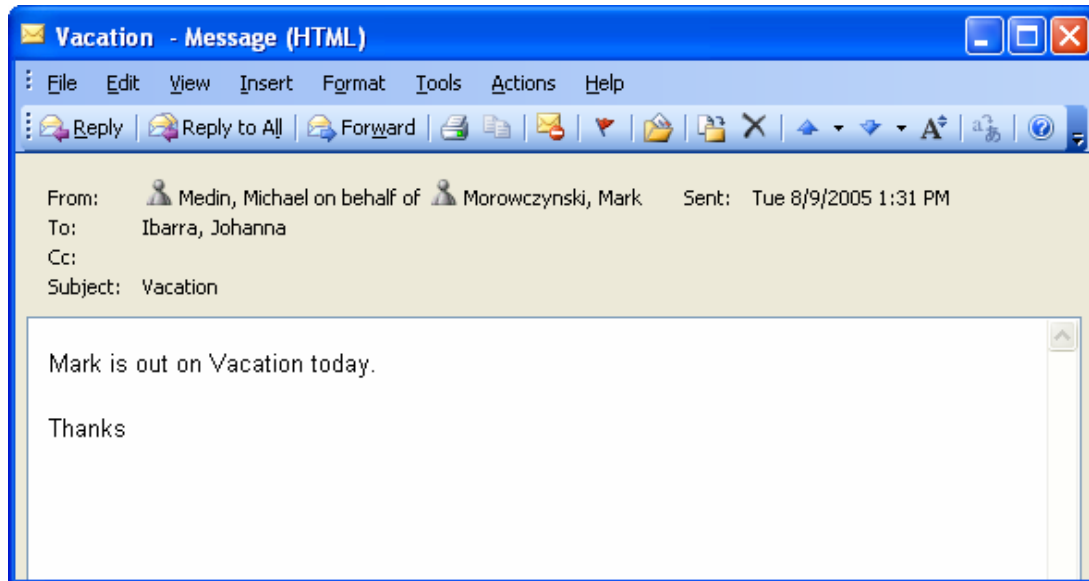 Vacation - Message (HTML)
File Edit View Insert Format Tools Actions Help
Reply Reply to All Forward A a あ
From: Medin, Michael on behalf of Morowczynski, Mark Sent: Tue 8/9/2005 1:31 PM
To: Ibarra, Johanna
Cc:
Subject: Vacation
Mark is out on Vacation today.
Thanks